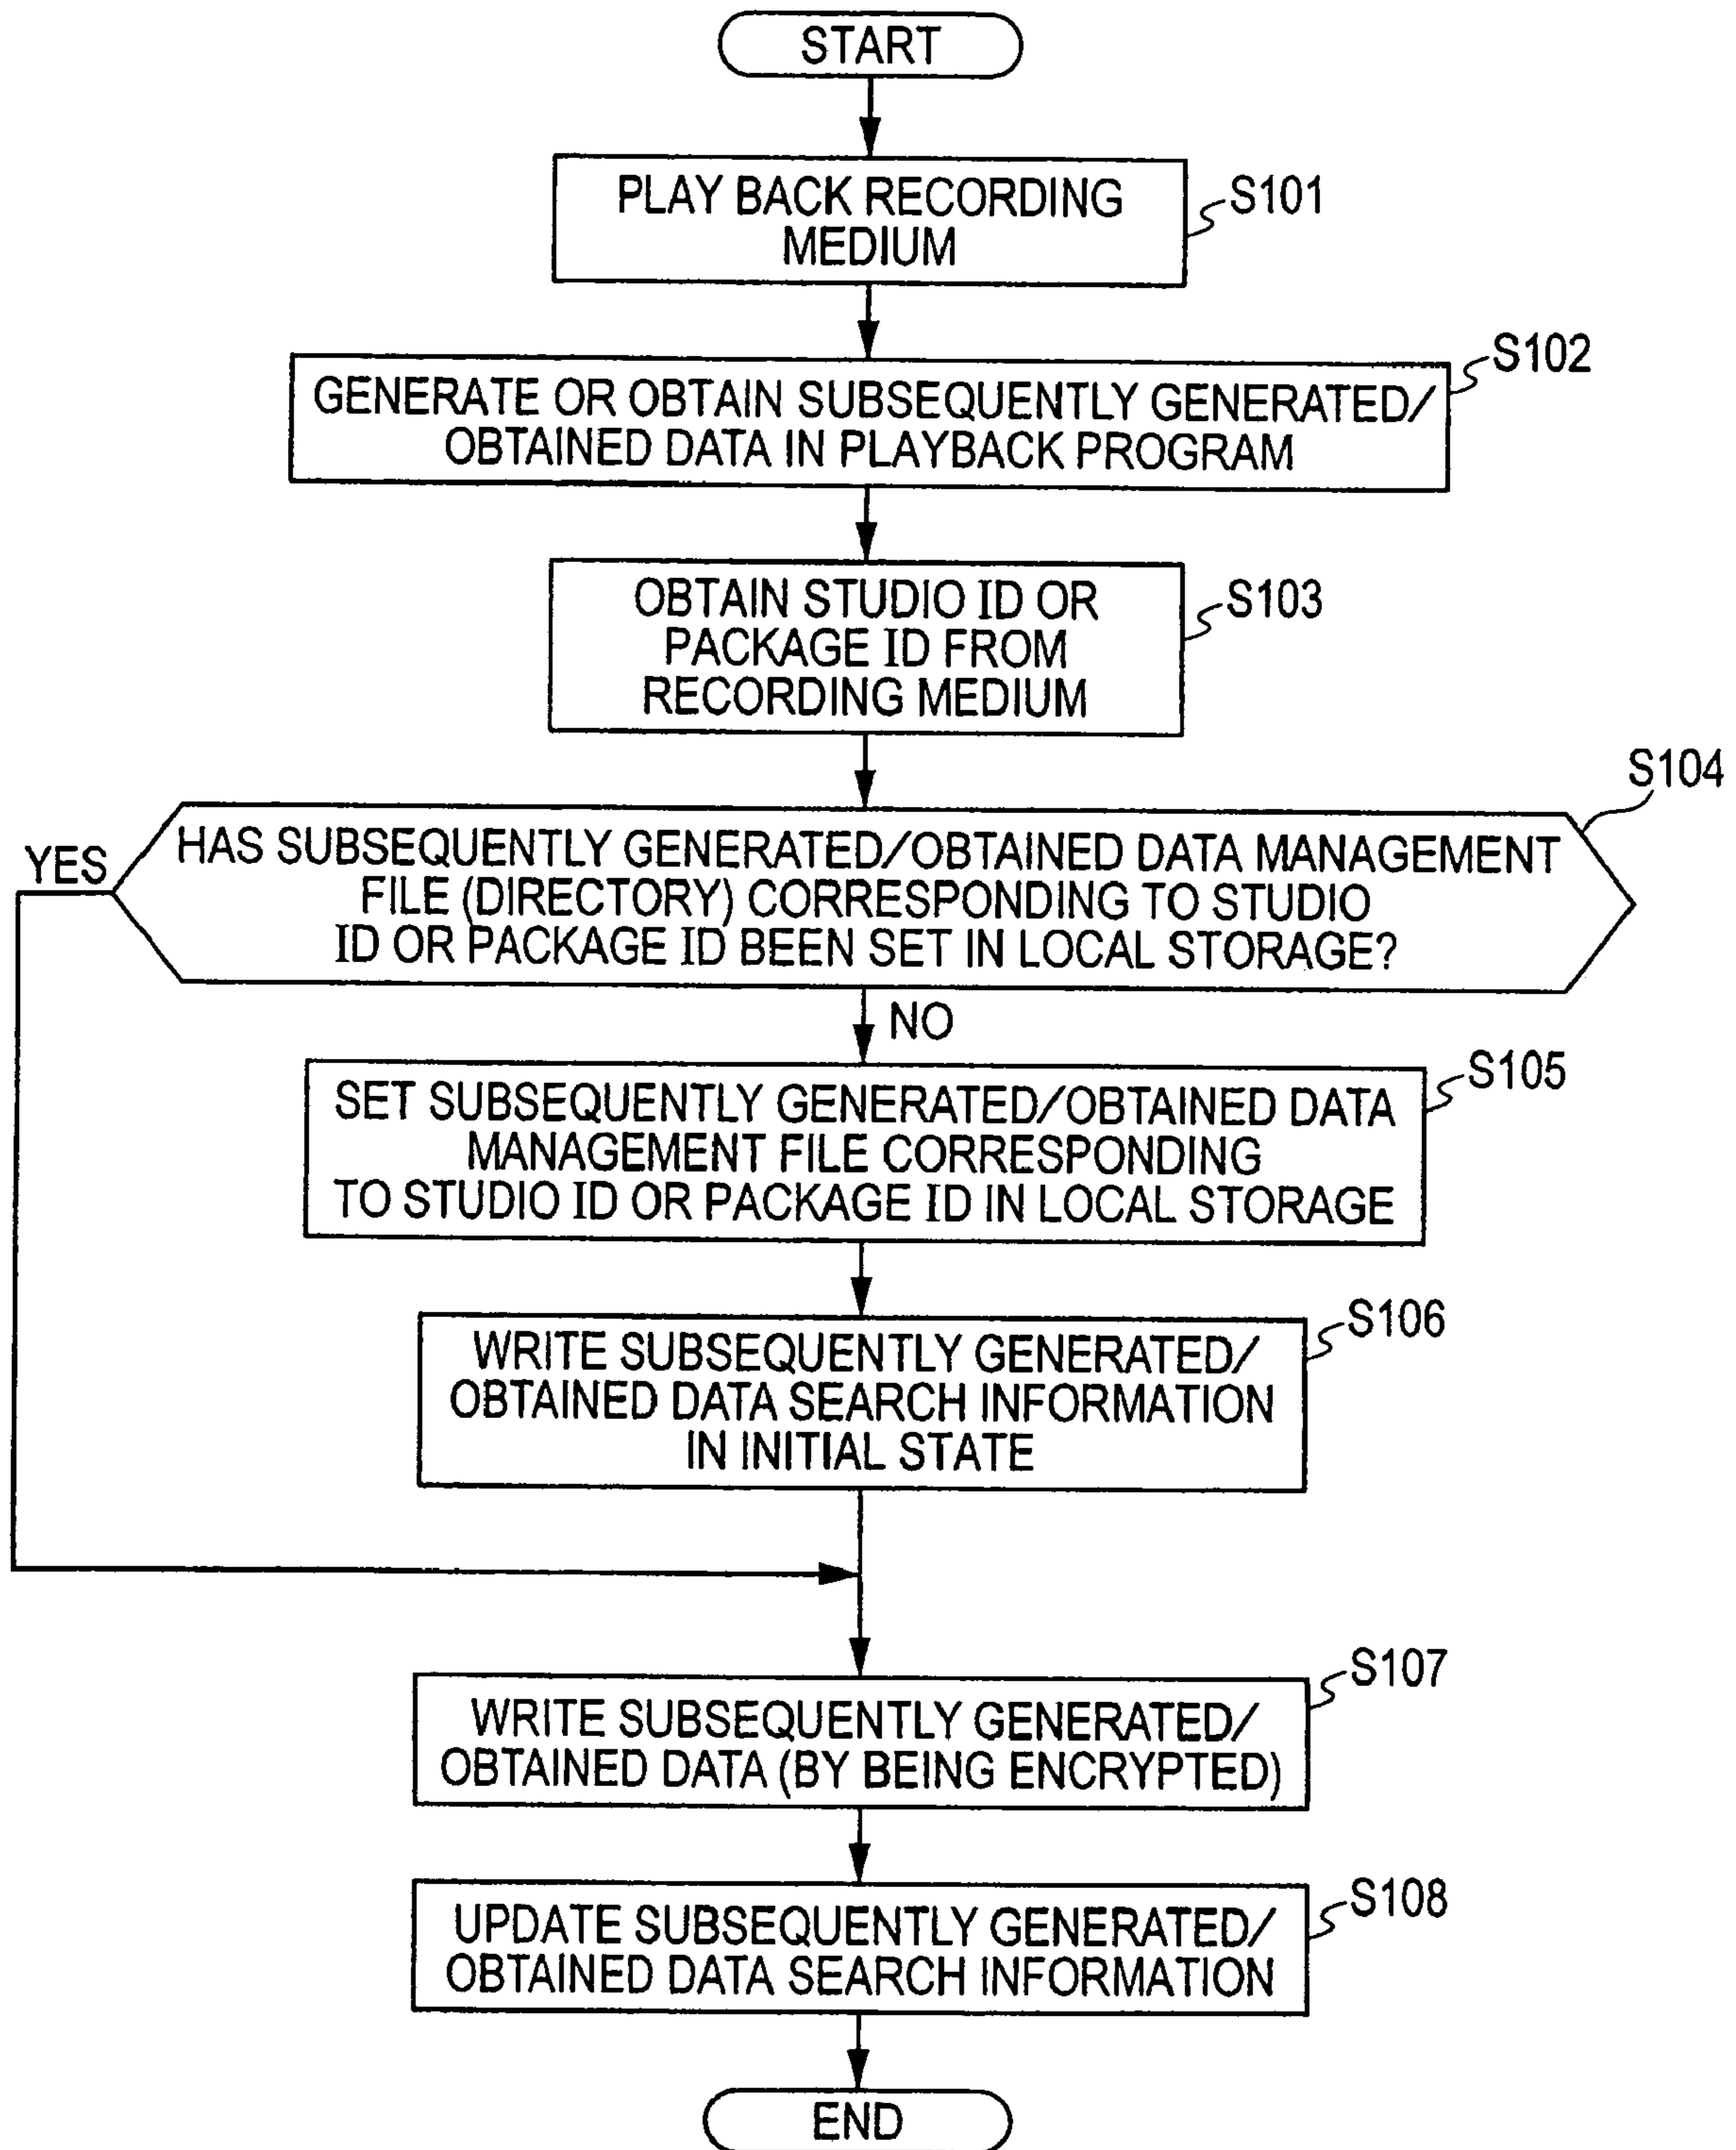 START
PLAY BACK RECORDING
MEDIUM
S101
GENERATE OR OBTAIN SUBSEQUENTLY GENERATED/
OBTAINED DATA IN PLAYBACK PROGRAM
S102
OBTAIN STUDIO ID OR
PACKAGE ID FROM
RECORDING MEDIUM
S103
S104
YES
HAS SUBSEQUENTLY GENERATED/OBTAINED DATA MANAGEMENT
FILE (DIRECTORY) CORRESPONDING TO STUDIO
ID OR PACKAGE ID BEEN SET IN LOCAL STORAGE?
NO
SET SUBSEQUENTLY GENERATED/OBTAINED DATA
MANAGEMENT FILE CORRESPONDING
TO STUDIO ID OR PACKAGE ID IN LOCAL STORAGE
S105
WRITE SUBSEQUENTLY GENERATED/
OBTAINED DATA SEARCH INFORMATION
IN INITIAL STATE
S106
WRITE SUBSEQUENTLY GENERATED/
OBTAINED DATA (BY BEING ENCRYPTED)
S107
UPDATE SUBSEQUENTLY GENERATED/
OBTAINED DATA SEARCH INFORMATION
S108
END